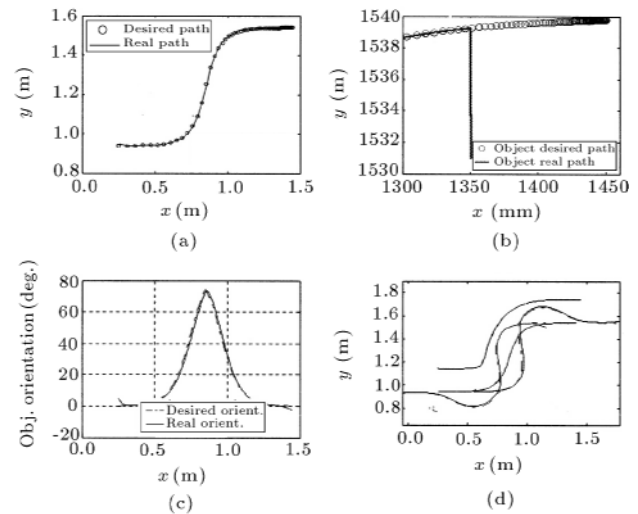 1.6
1.4
1.2
1.0
0.8
y (m)
Desired path
Real path
0.0 0.5 1.0 1.5
x (m)
(a)
1540
1538
1536
1534
1533
1531
1530
y (m)
Object desired path
Object real path
1300 1350 1400 1450
x (mm)
(b)
80
60
40
20
0
-20
Obj. orientation (deg.)
Desired orient.
Real orient.
0.0 0.5 1.0 1.5
x (m)
(c)
1.8
1.6
1.4
1.2
1.0
0.8
y (m)
0.0 0.5 1.0 1.5
x (m)
(d)